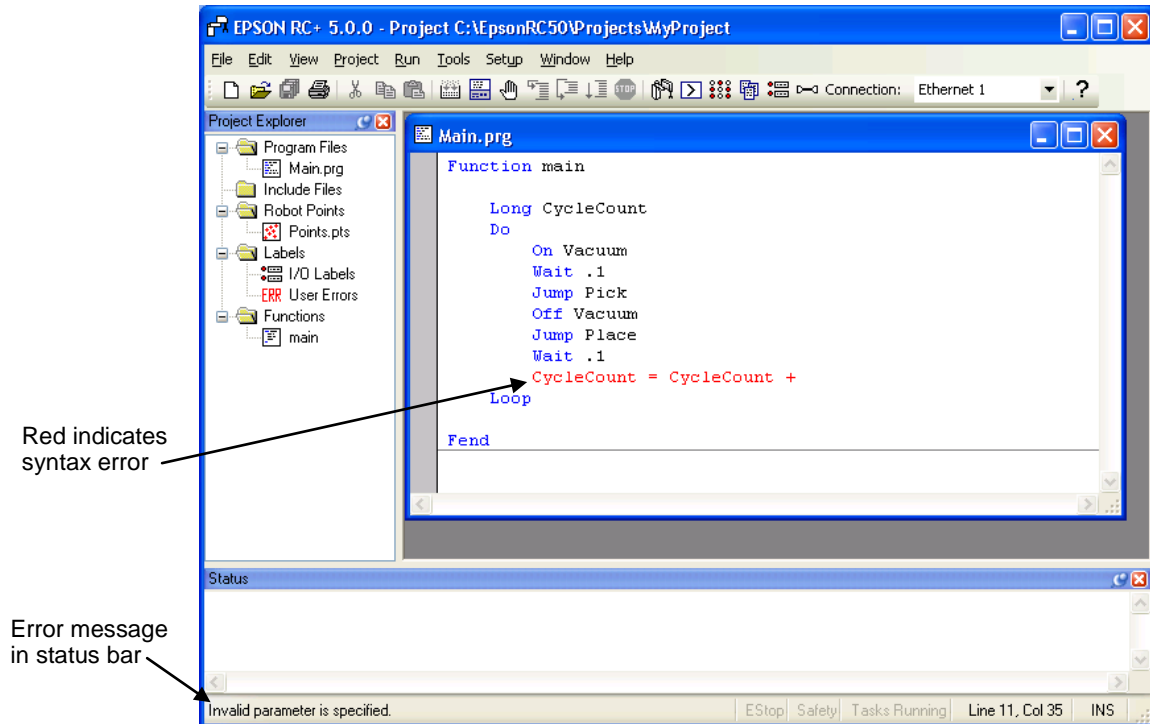 EPSON RC+ 5.0.0 - Project C:\EpsonRC50\Projects\MyProject
File Edit View Project Run Tools Setup Window Help
STOP Connection: Ethernet 1 ?
Project Explorer
Program Files
Main.prg
Include Files
Robot Points
Points.pts
Labels
I/O Labels
ERR User Errors
Functions
main
Main.prg
Function main
Long CycleCount
Do
On Vacuum
Wait .1
Jump Pick
Off Vacuum
Jump Place
Wait .1
CycleCount = CycleCount +
Loop
Fend
Red indicates
syntax error
Status
Error message
in status bar
Invalid parameter is specified. EStop Safety Tasks Running Line 11, Col 35 INS